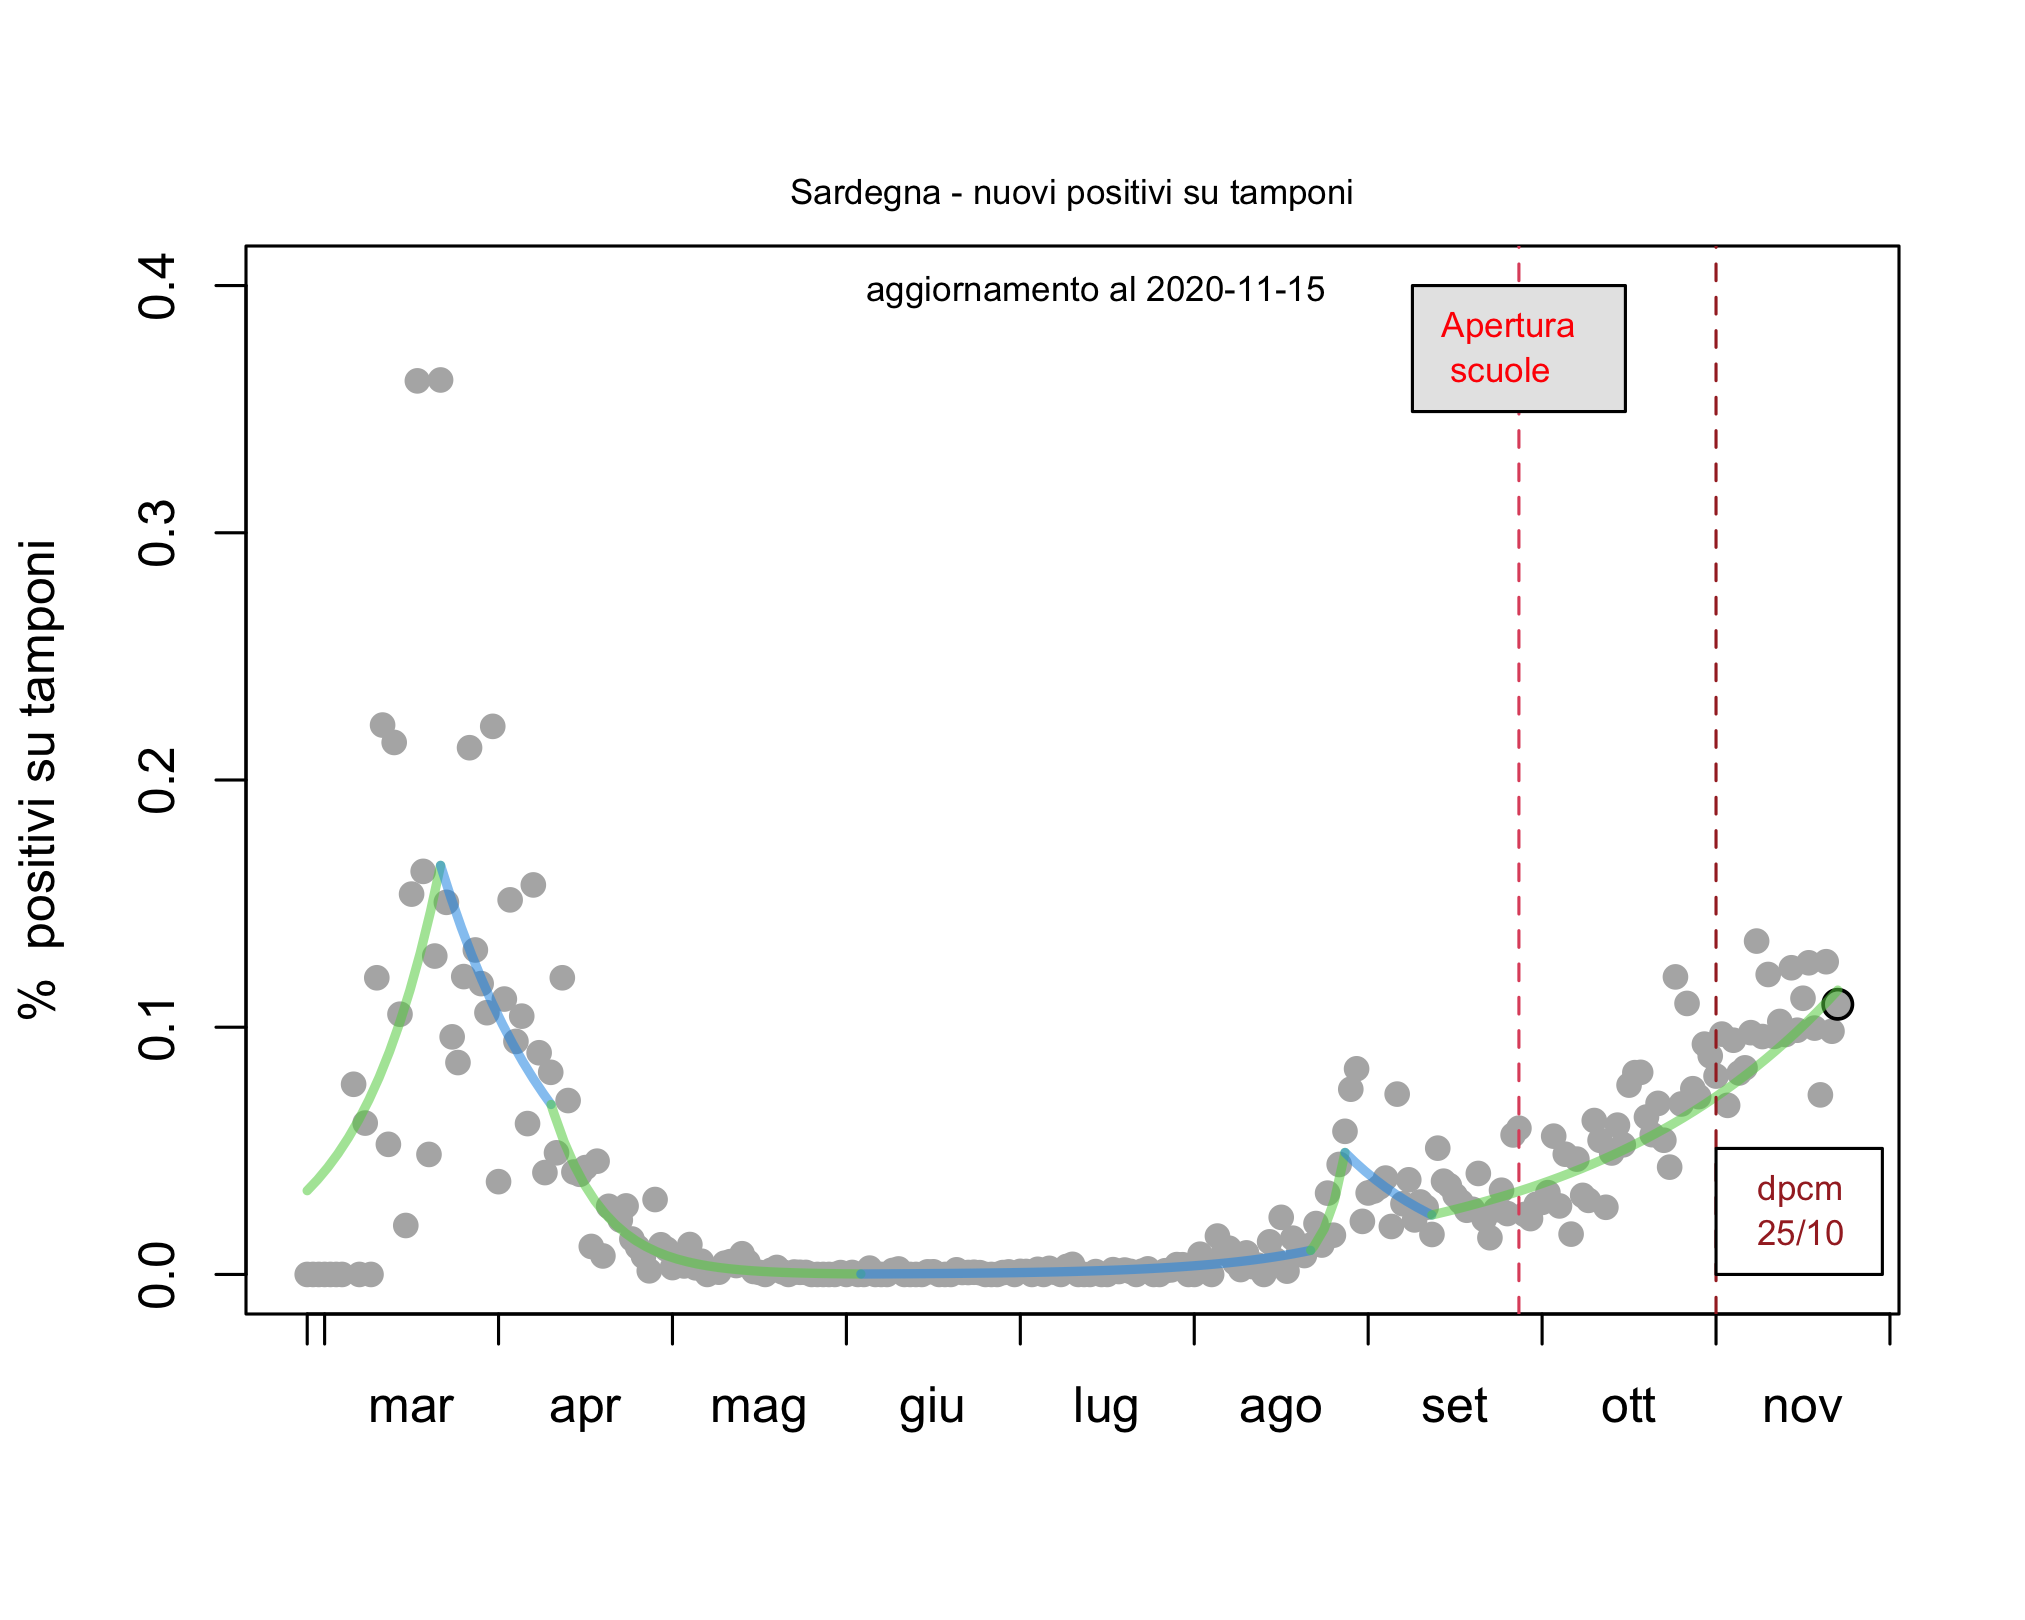 Sardegna - nuovi positivi su tamponi
aggiornamento al 2020-11-15
Apertura
scuole
dpcm
25/10
% positivi su tamponi
0.4
0.3
0.2
0.1
0.0
mar apr mag giu lug ago set ott nov